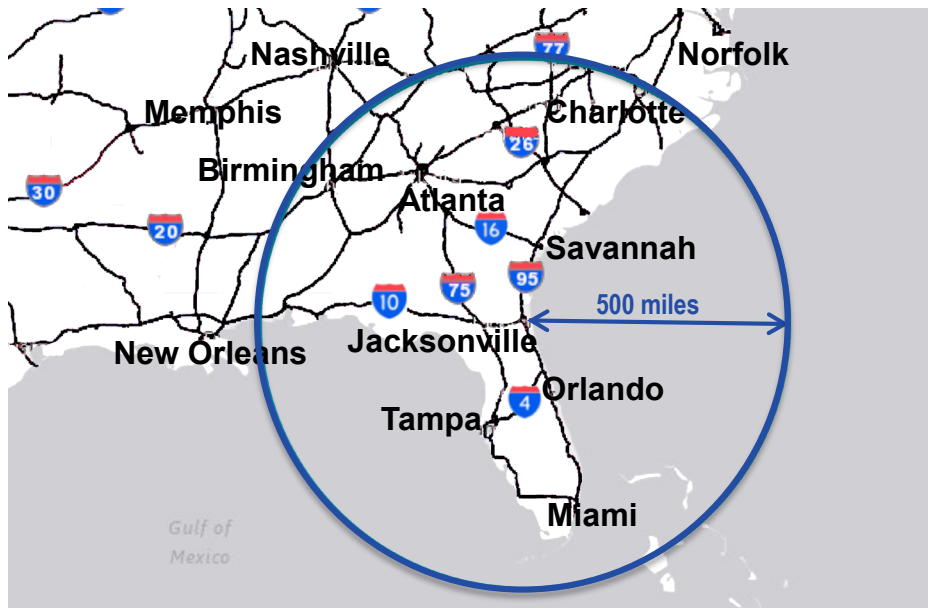 77
Nashville
Norfolk
Memphis
Charlotte
26
Birmingham
30
Atlanta
20
16
Savannah
95
75
10
500 miles
Jacksonville
New Orleans
Orlando
4
Tampa
Miami
Gulf of
Mexico